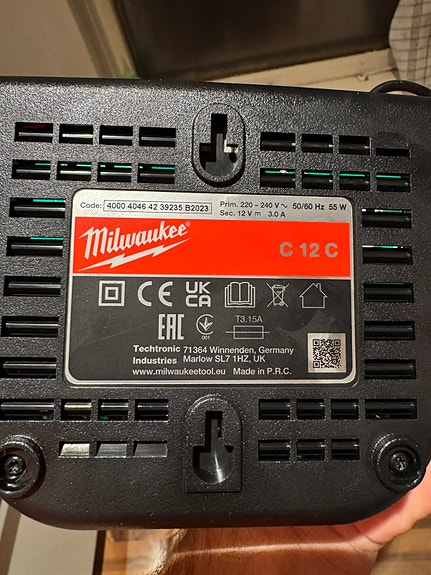 Code: 4000 4046 42 39235 B2023
Prim. 220 – 240 V ∿ 50/60 Hz 55 W
Sec. 12 V ⎓ 3.0 A
Milwaukee®
C 12 C
CE UK CA
EAC 001 T3.15A
Techtronic Industries
71364 Winnenden, Germany
Marlow SL7 1HZ, UK
www.milwaukeetool.eu Made in P.R.C.